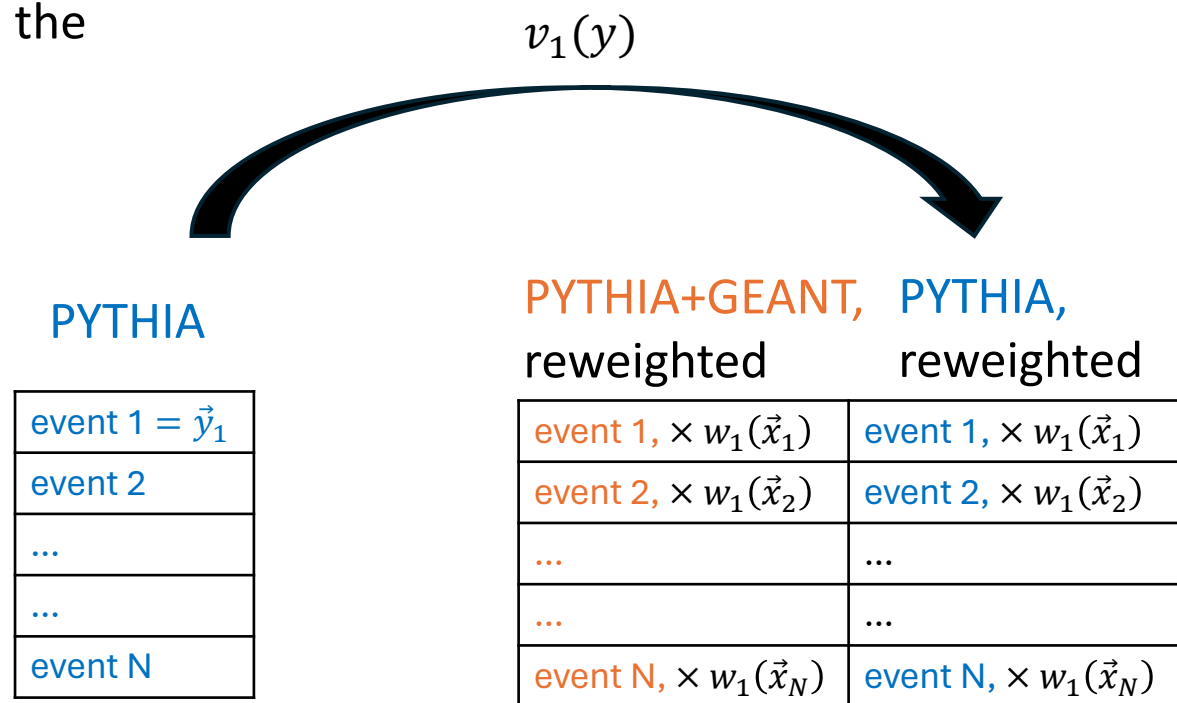 the
v₁(y)
PYTHIA
event 1 = y⃗₁
event 2
...
...
event N
PYTHIA+GEANT, PYTHIA,
reweighted reweighted
event 1, × w₁(x⃗₁) event 1, × w₁(x⃗₁)
event 2, × w₁(x⃗₂) event 2, × w₁(x⃗₂)
... ...
... ...
event N, × w₁(x⃗_N) event N, × w₁(x⃗_N)